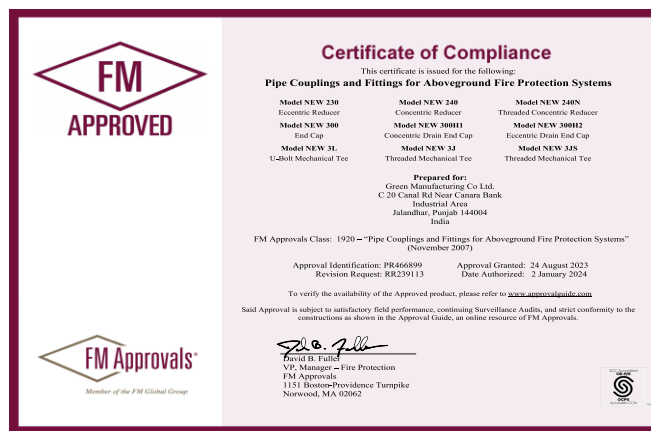 FM
APPROVED
Certificate of Compliance
This certificate is issued for the following:
Pipe Couplings and Fittings for Aboveground Fire Protection Systems
Model NEW 230 Model NEW 240 Model NEW 240N
Eccentric Reducer Concentric Reducer Threaded Concentric Reducer
Model NEW 300 Model NEW 300H1 Model NEW 300H2
End Cap Concentric Drain End Cap Eccentric Drain End Cap
Model NEW 3L Model NEW 3J Model NEW 3JS
U-Bolt Mechanical Tee Threaded Mechanical Tee Threaded Mechanical Tee
Prepared for:
Green Manufacturing Co Ltd.
C 20 Canal Rd Near Canara Bank
Industrial Area
Jalandhar, Punjab 144004
India
FM Approvals Class: 1920 – “Pipe Couplings and Fittings for Aboveground Fire Protection Systems”
(November 2007)
Approval Identification: PR466899 Approval Granted: 24 August 2023
Revision Request: RR239113 Date Authorized: 2 January 2024
To verify the availability of the Approved product, please refer to www.approvalguide.com
Said Approval is subject to satisfactory field performance, continuing Surveillance Audits, and strict conformity to the
constructions as shown in the Approval Guide, an online resource of FM Approvals.
David B. Fuller
VP, Manager – Fire Protection
FM Approvals
1151 Boston-Providence Turnpike
Norwood, MA 02062
FM Approvals®
Member of the FM Global Group